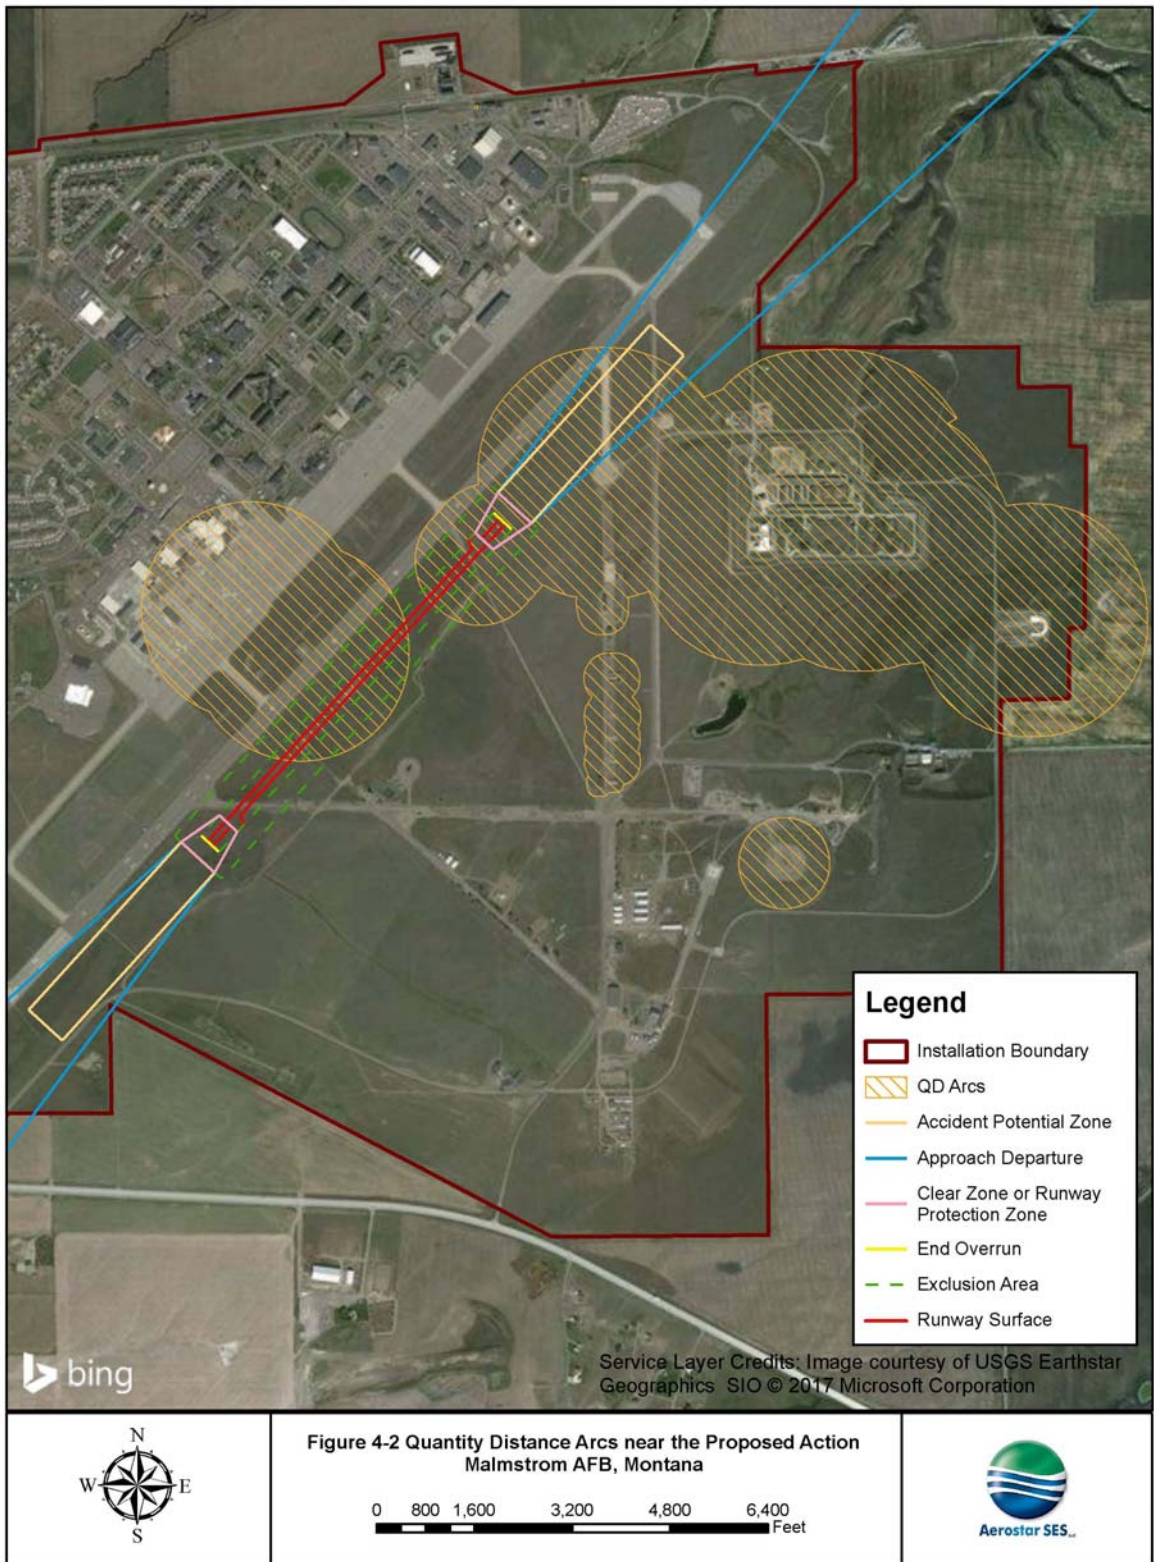 Legend
Installation Boundary
QD Arcs
Accident Potential Zone
Approach Departure
Clear Zone or Runway
Protection Zone
End Overrun
Exclusion Area
Runway Surface
bing
Service Layer Credits: Image courtesy of USGS Earthstar
Geographics SIO © 2017 Microsoft Corporation
N
W E
S
Figure 4-2 Quantity Distance Arcs near the Proposed Action
Malmstrom AFB, Montana
0 800 1,600 3,200 4,800 6,400
Feet
Aerostar SES